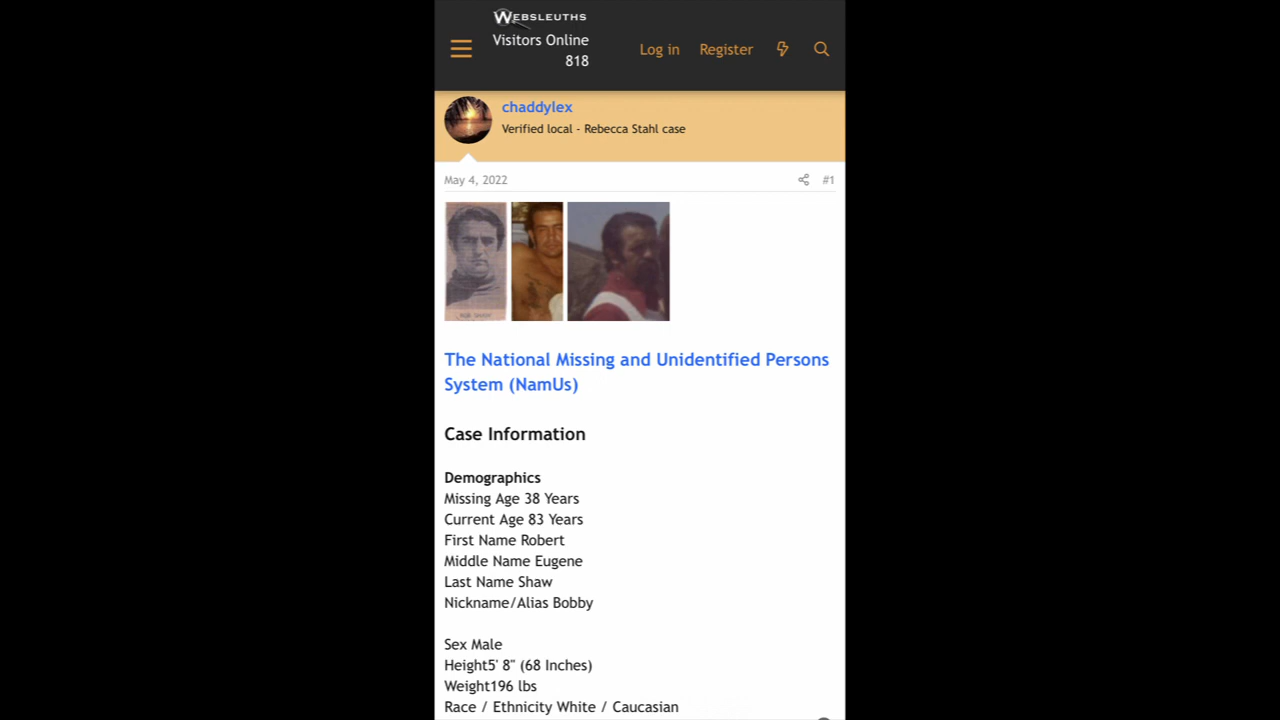 WEBSLEUTHS
Visitors Online
818
Log in
Register
chaddylex
Verified local - Rebecca Stahl case
May 4, 2022
#1
The National Missing and Unidentified Persons
System (NamUs)
Case Information
Demographics
Missing Age 38 Years
Current Age 83 Years
First Name Robert
Middle Name Eugene
Last Name Shaw
Nickname/Alias Bobby
Sex Male
Height5' 8" (68 Inches)
Weight196 lbs
Race / Ethnicity White / Caucasian